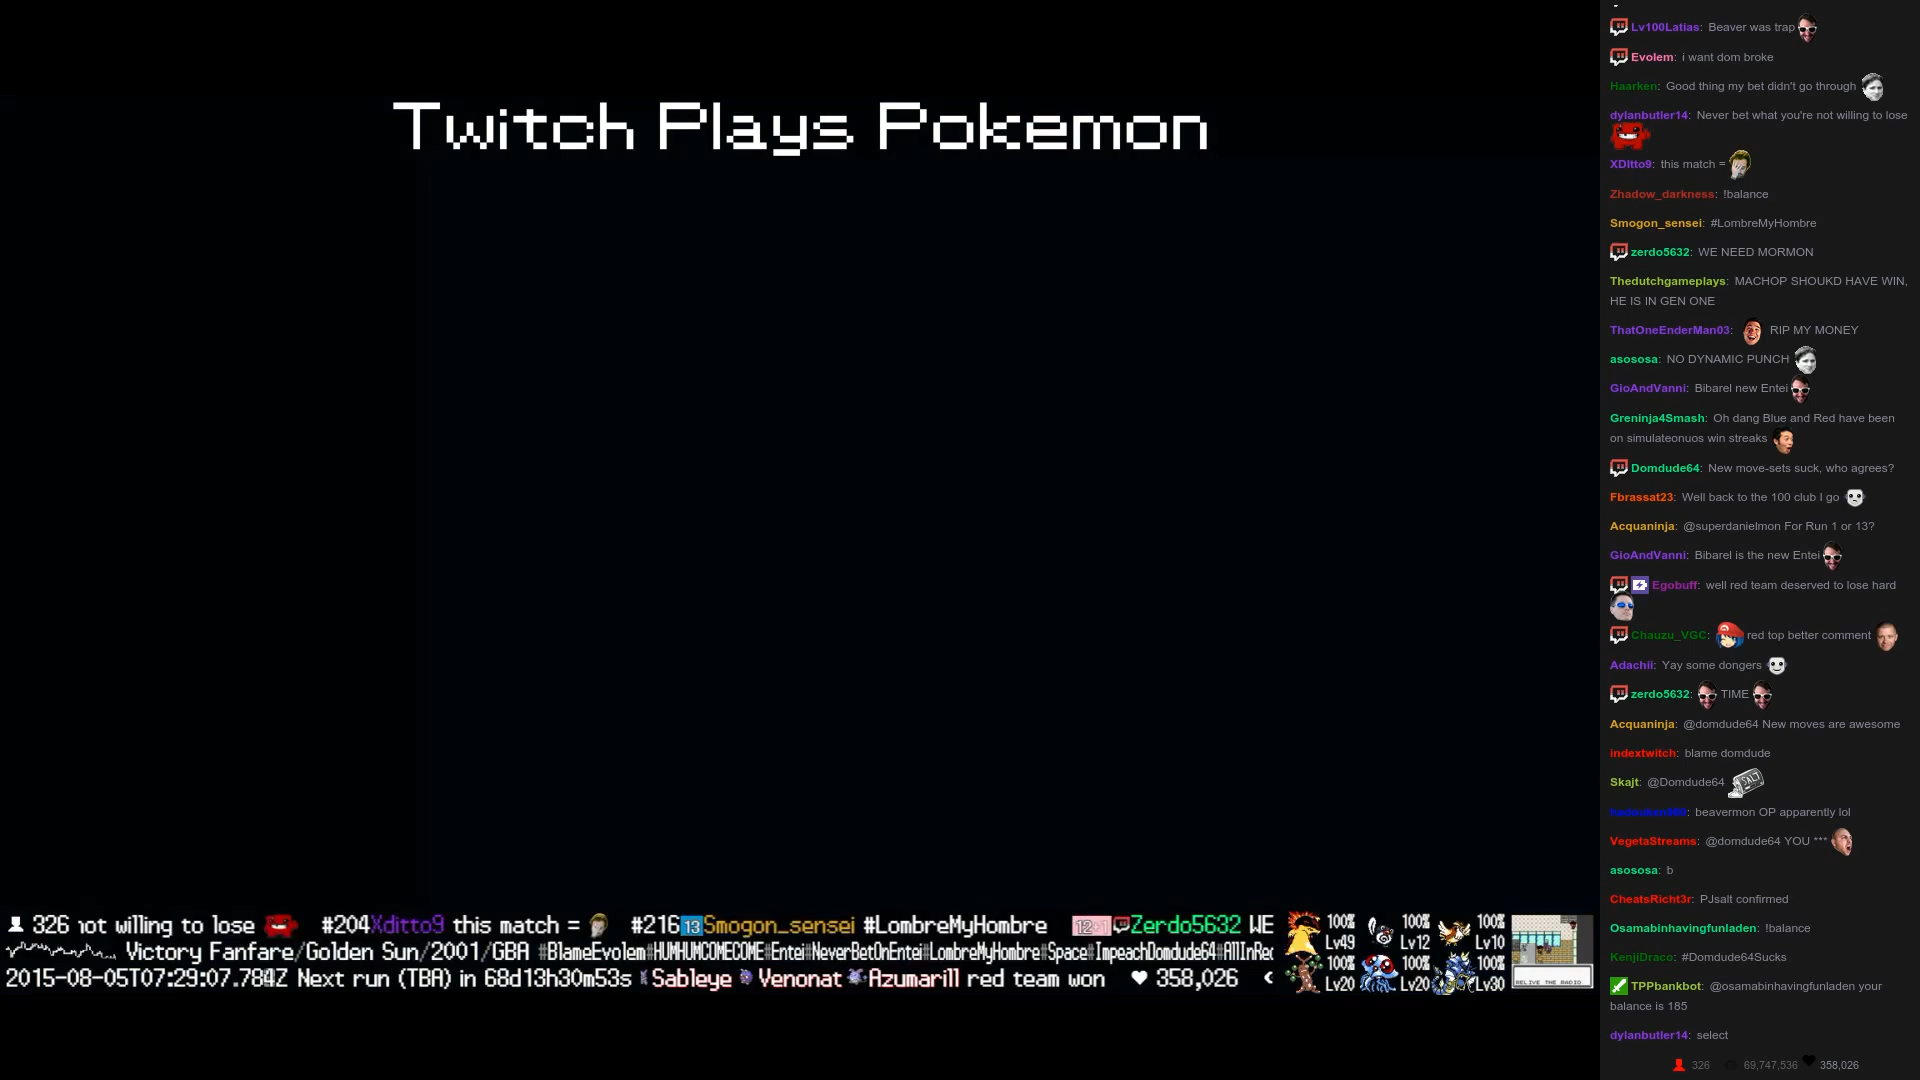 Twitch Plays Pokemon
326 not willing to lose #204 Xditto9 this match = #216 13 Smogon_sensei #LombreMyHombre 12+1 Zerdo5632 WE
Victory Fanfare/Golden Sun/2001/GBA #BlameEvolem#HUMHUMCOMECOME#Entei#NeverBetOnEntei#LombreMyHombre#Space#ImpeachDomdude64#AllInRed
2015-08-05T07:29:07.784Z Next run (TBA) in 68d13h30m53s Sableye Venonat Azumarill red team won 358,026
100% 100% 100%
Lv49 Lv12 Lv10
100% 100% 100%
Lv20 Lv20 Lv30
RELIVE THE RADIO
Lv100Latias: Beaver was trap
Evolem: i want dom broke
Haarken: Good thing my bet didn't go through
dylanbutler14: Never bet what you're not willing to lose
XDItto9: this match =
Zhadow_darkness: !balance
Smogon_sensei: #LombreMyHombre
zerdo5632: WE NEED MORMON
Thedutchgameplays: MACHOP SHOUKD HAVE WIN,
HE IS IN GEN ONE
ThatOneEnderMan03: RIP MY MONEY
asososa: NO DYNAMIC PUNCH
GioAndVanni: Bibarel new Entei
Greninja4Smash: Oh dang Blue and Red have been
on simulateonuos win streaks
Domdude64: New move-sets suck, who agrees?
Fbrassat23: Well back to the 100 club I go
Acquaninja: @superdanielmon For Run 1 or 13?
GioAndVanni: Bibarel is the new Entei
Egobuff: well red team deserved to lose hard
Chauzu_VGC: red top better comment
Adachii: Yay some dongers
zerdo5632: TIME
Acquaninja: @domdude64 New moves are awesome
indextwitch: blame domdude
Skajt: @Domdude64
: beavermon OP apparently lol
VegetaStreams: @domdude64 YOU ***
asososa: b
CheatsRicht3r: PJsalt confirmed
Osamabinhavingfunladen: !balance
KenjiDraco: #Domdude64Sucks
TPPbankbot: @osamabinhavingfunladen your
balance is 185
dylanbutler14: select
326 69,747,536 358,026